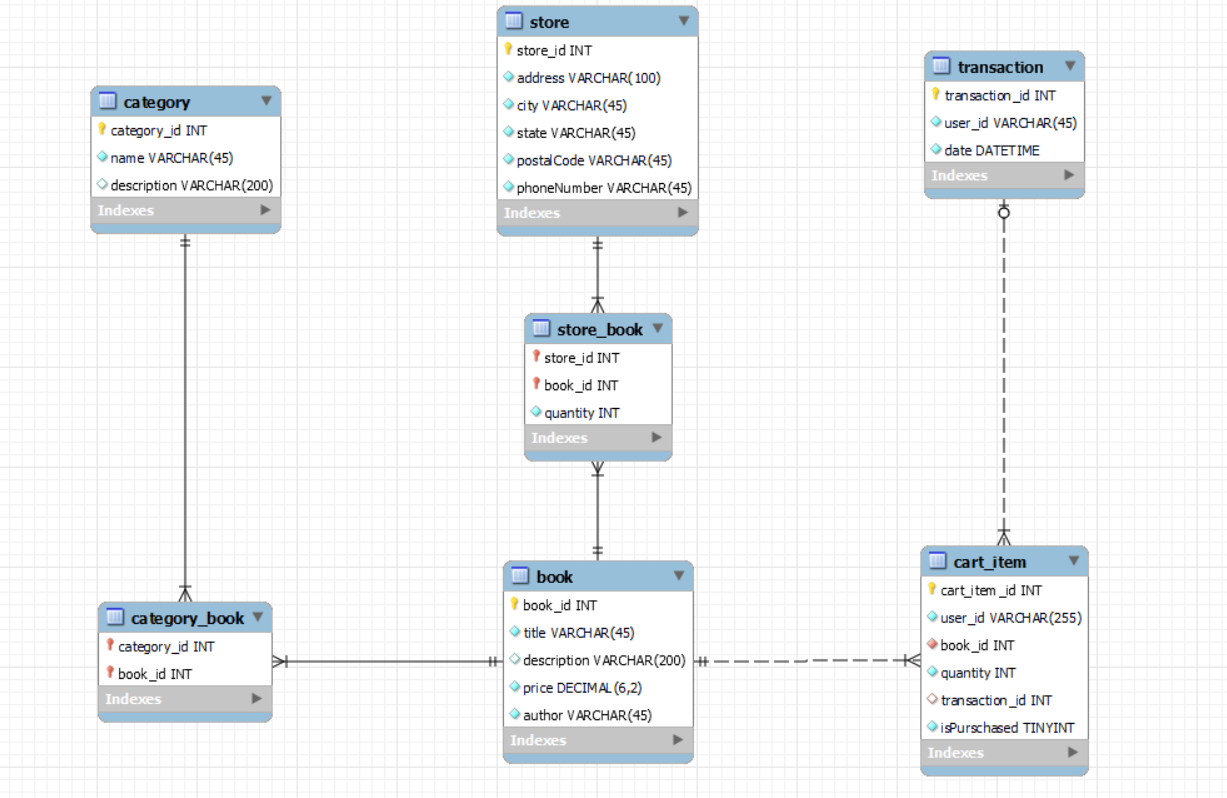 category
category_id INT
name VARCHAR(45)
description VARCHAR(200)
Indexes
store
store_id INT
address VARCHAR(100)
city VARCHAR(45)
state VARCHAR(45)
postalCode VARCHAR(45)
phoneNumber VARCHAR(45)
Indexes
transaction
transaction_id INT
user_id VARCHAR(45)
date DATETIME
Indexes
store_book
store_id INT
book_id INT
quantity INT
Indexes
category_book
category_id INT
book_id INT
Indexes
book
book_id INT
title VARCHAR(45)
description VARCHAR(200)
price DECIMAL(6,2)
author VARCHAR(45)
Indexes
cart_item
cart_item_id INT
user_id VARCHAR(255)
book_id INT
quantity INT
transaction_id INT
isPurschased TINYINT
Indexes